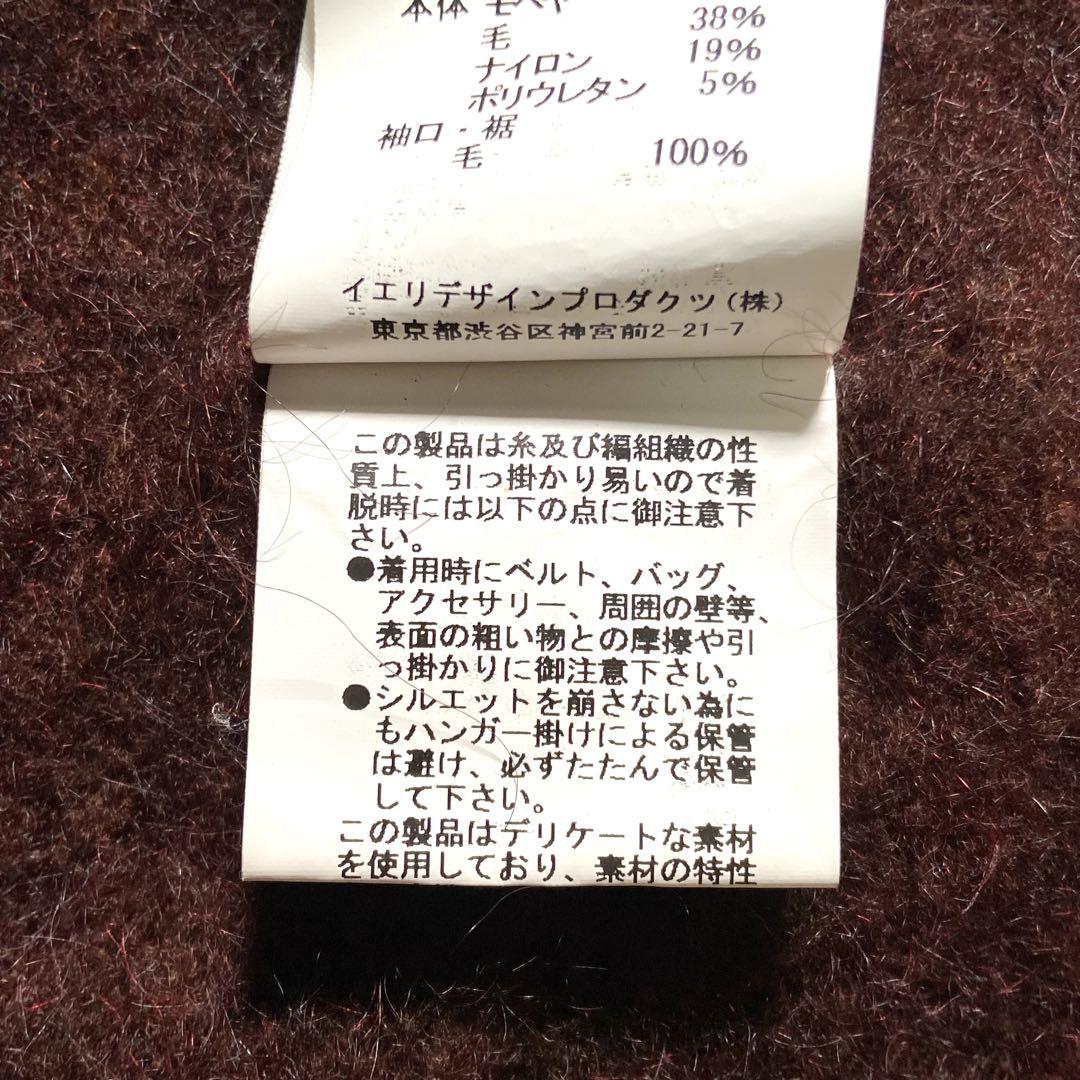 本体 モヘヤ 38%
毛 19%
ナイロン 5%
ポリウレタン
袖口・裾
毛 100%
イエリデザインプロダクツ(株)
東京都渋谷区神宮前2-21-7
この製品は糸及び編組織の性
質上、引っ掛かり易いので着
脱時には以下の点に御注意下
さい。
●着用時にベルト、バッグ、
アクセサリー、周囲の壁等、
表面の粗い物との摩擦や引
っ掛かりに御注意下さい。
●シルエットを崩さない為に
もハンガー掛けによる保管
は避け、必ずたたんで保管
して下さい。
この製品はデリケートな素材
を使用しており、素材の特性